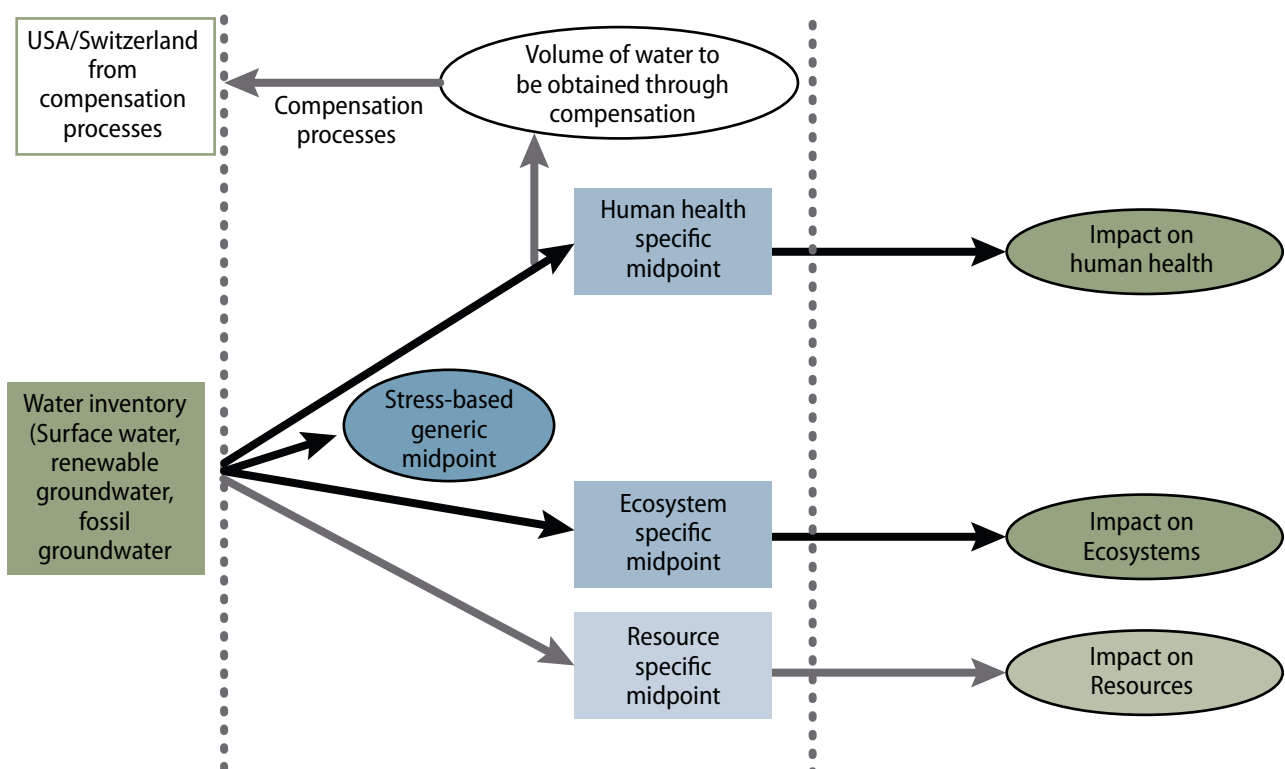 USA/Switzerland
from
compensation
processes
Compensation
processes
Volume of water to
be obtained through
compensation
Human health
specific
midpoint
Impact on
human health
Water inventory
(Surface water,
renewable
groundwater,
fossil
groundwater
Stress-based
generic
midpoint
Ecosystem
specific
midpoint
Impact on
Ecosystems
Resource
specific
midpoint
Impact on
Resources